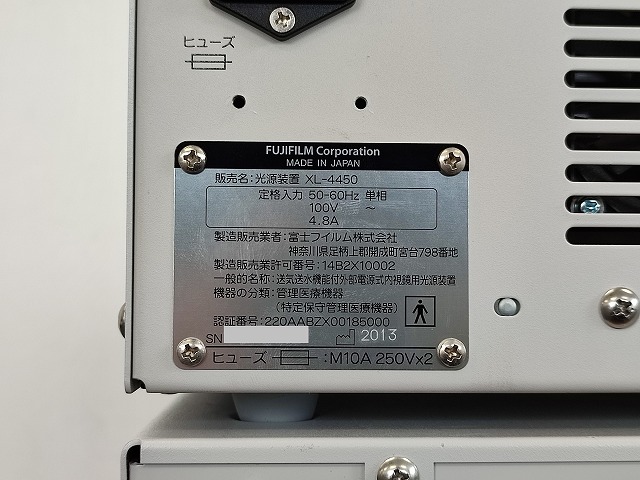 ヒューズ
FUJIFILM Corporation
MADE IN JAPAN
販売名:光源装置 XL-4450
定格入力 50-60Hz 単相
100V ～
4.8A
製造販売業者:富士フイルム株式会社
神奈川県足柄上郡開成町宮台798番地
製造販売業許可番号:14B2X10002
一般的名称:送気送水機能付外部電源式内視鏡用光源装置
機器の分類:管理医療機器
(特定保守管理医療機器)
認証番号:220AABZX00185000
SN
2013
ヒューズ :M10A 250V×2